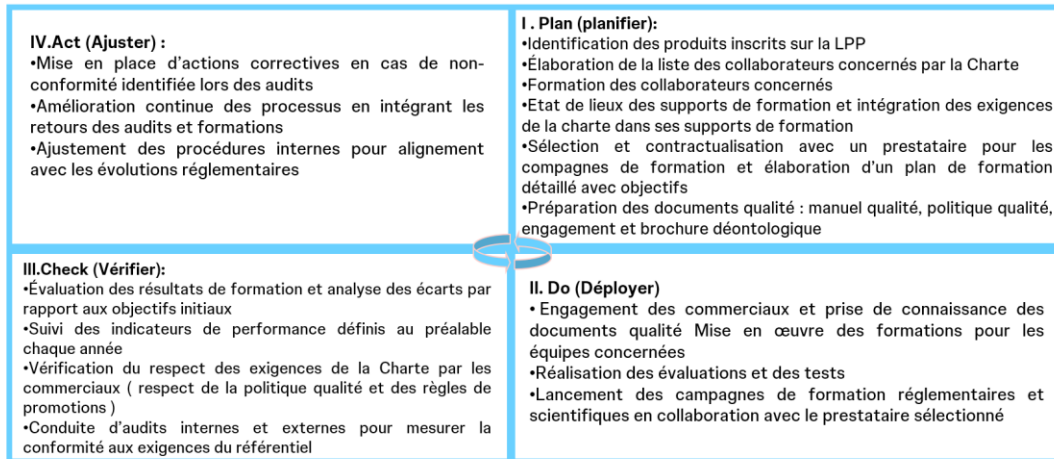 IV.Act (Ajuster) :
•Mise en place d'actions correctives en cas de non-
conformité identifiée lors des audits
•Amélioration continue des processus en intégrant les
retours des audits et formations
•Ajustement des procédures internes pour alignement
avec les évolutions réglementaires
I . Plan (planifier):
•Identification des produits inscrits sur la LPP
•Élaboration de la liste des collaborateurs concernés par la Charte
•Formation des collaborateurs concernés
•Etat de lieux des supports de formation et intégration des exigences
de la charte dans ses supports de formation
•Sélection et contractualisation avec un prestataire pour les
compagnes de formation et élaboration d'un plan de formation
détaillé avec objectifs
•Préparation des documents qualité : manuel qualité, politique qualité,
engagement et brochure déontologique
III.Check (Vérifier):
•Évaluation des résultats de formation et analyse des écarts par
rapport aux objectifs initiaux
•Suivi des indicateurs de performance définis au préalable
chaque année
•Vérification du respect des exigences de la Charte par les
commerciaux ( respect de la politique qualité et des règles de
promotions )
•Conduite d'audits internes et externes pour mesurer la
conformité aux exigences du référentiel
II. Do (Déployer)
• Engagement des commerciaux et prise de connaissance des
documents qualité Mise en œuvre des formations pour les
équipes concernées
•Réalisation des évaluations et des tests
•Lancement des campagnes de formation réglementaires et
scientifiques en collaboration avec le prestataire sélectionné